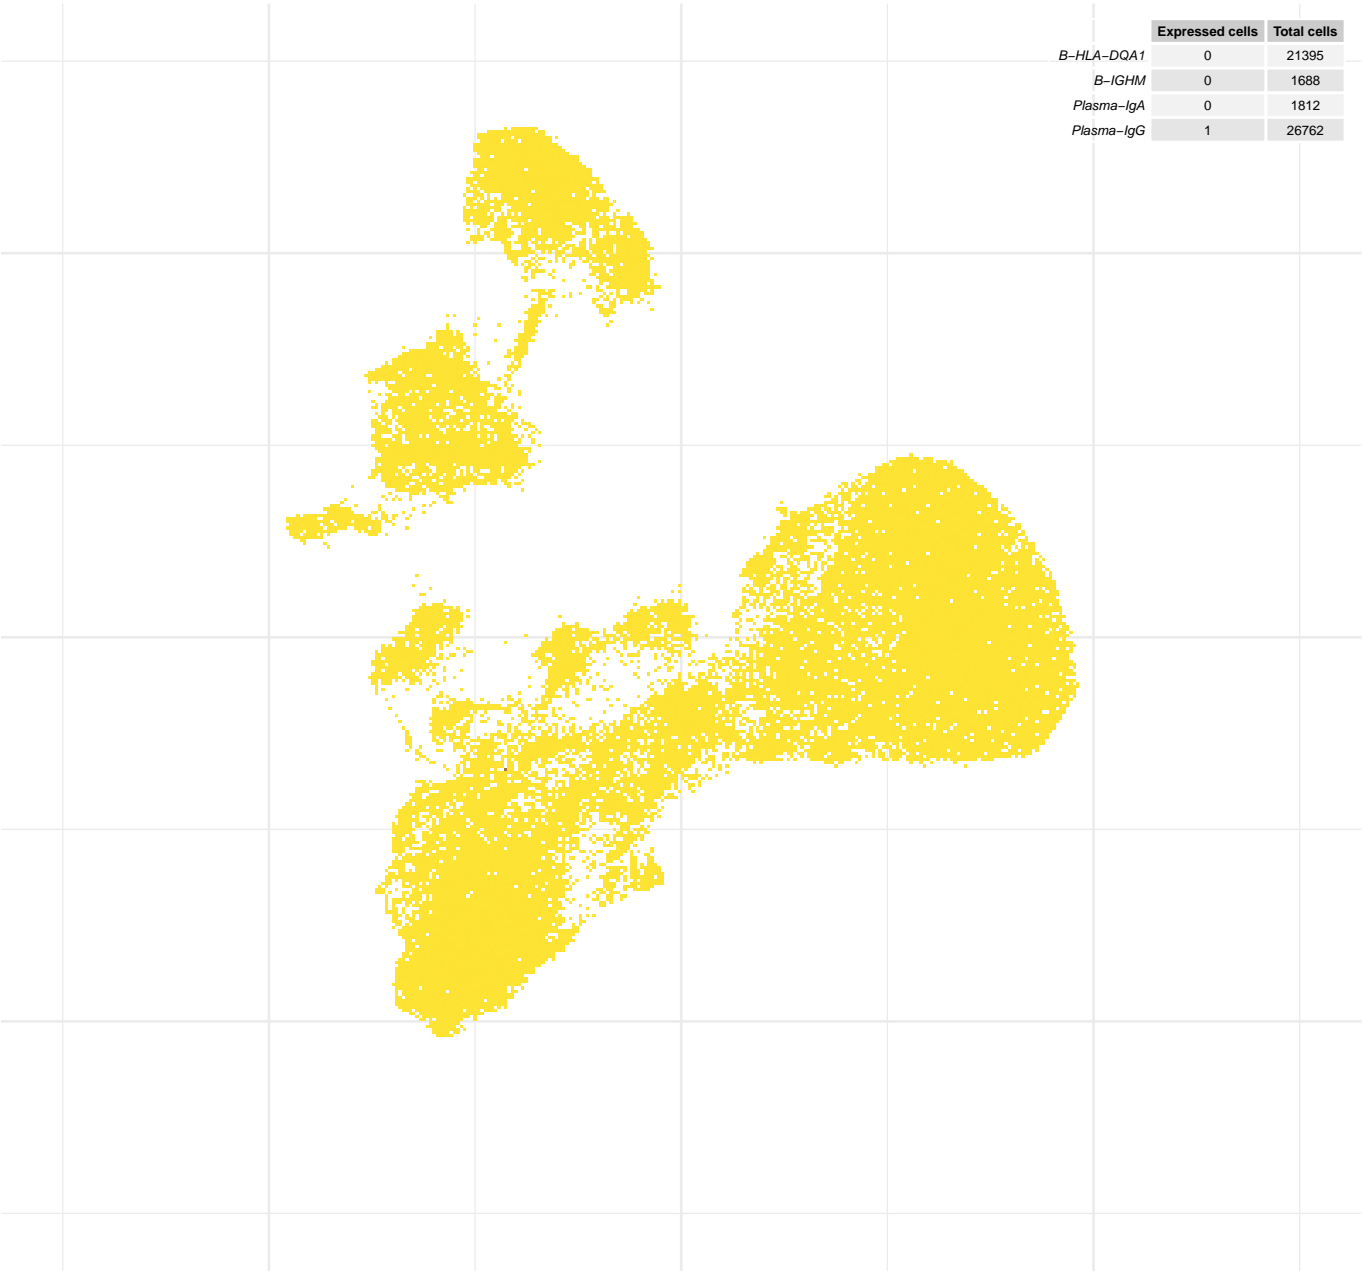 Expressed cells Total cells
B−HLA−DQA1 0 21395
B−IGHM 0 1688
Plasma−IgA 0 1812
Plasma−IgG 1 26762